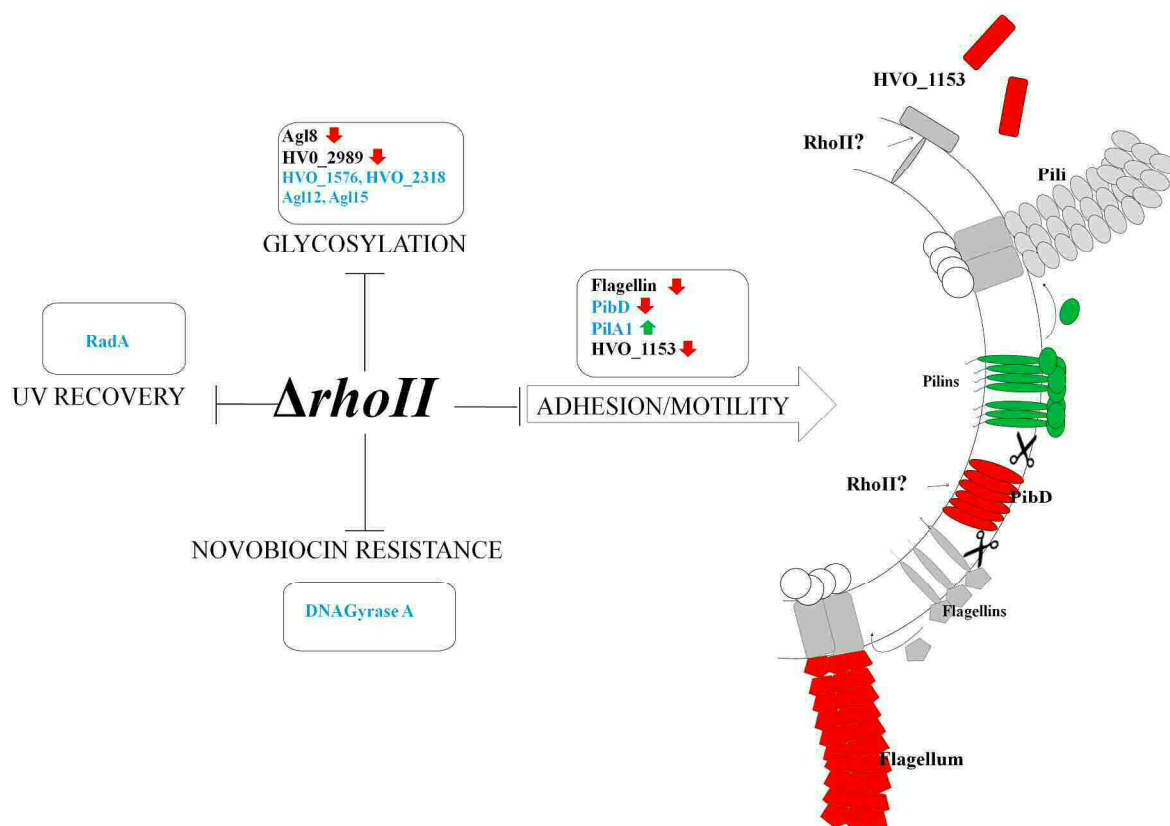 Agl8
HV0_2989
HVO_1576, HVO_2318
Agl12, Agl15
GLYCOSYLATION
RadA
UV RECOVERY
ΔrhoII
Flagellin
PibD
PilA1
HVO_1153
ADHESION/MOTILITY
NOVOBIOCIN RESISTANCE
DNAGyrase A
HVO_1153
RhoII?
Pili
Pilins
RhoII?
PibD
Flagellins
Flagellum